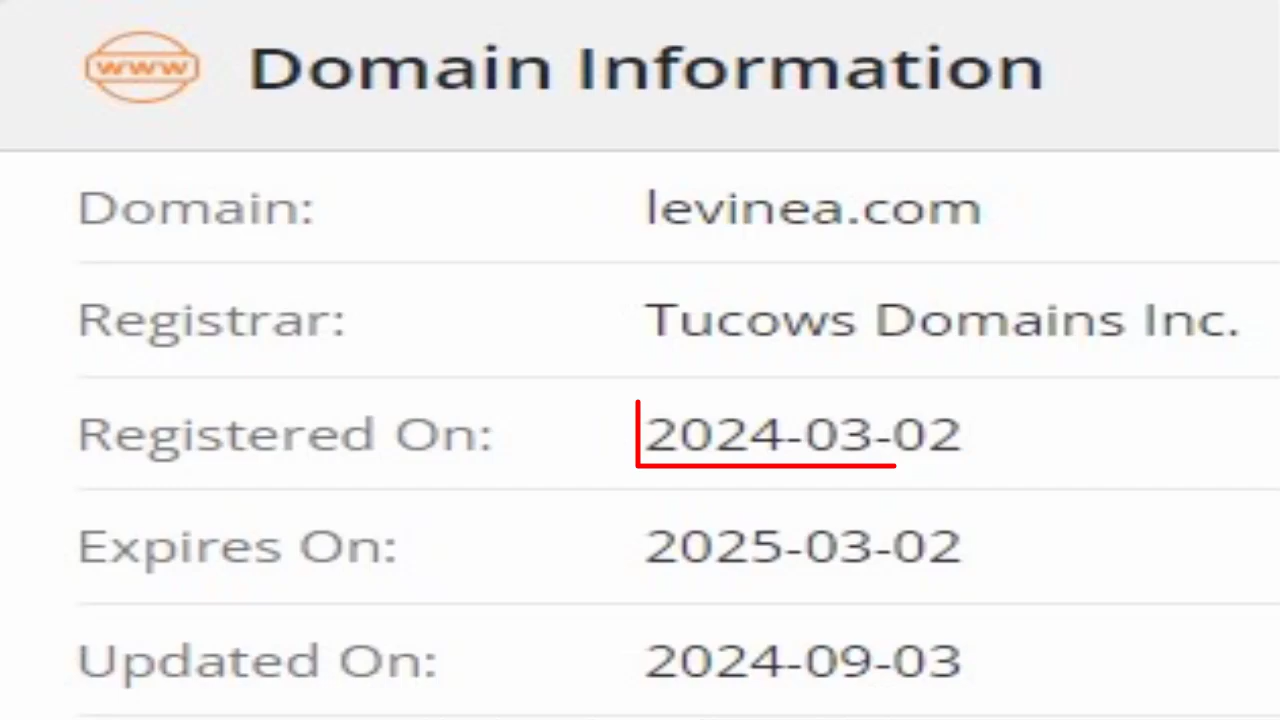 www
Domain Information
Domain: levinea.com
Registrar: Tucows Domains Inc.
Registered On: 2024-03-02
Expires On: 2025-03-02
Updated On: 2024-09-03